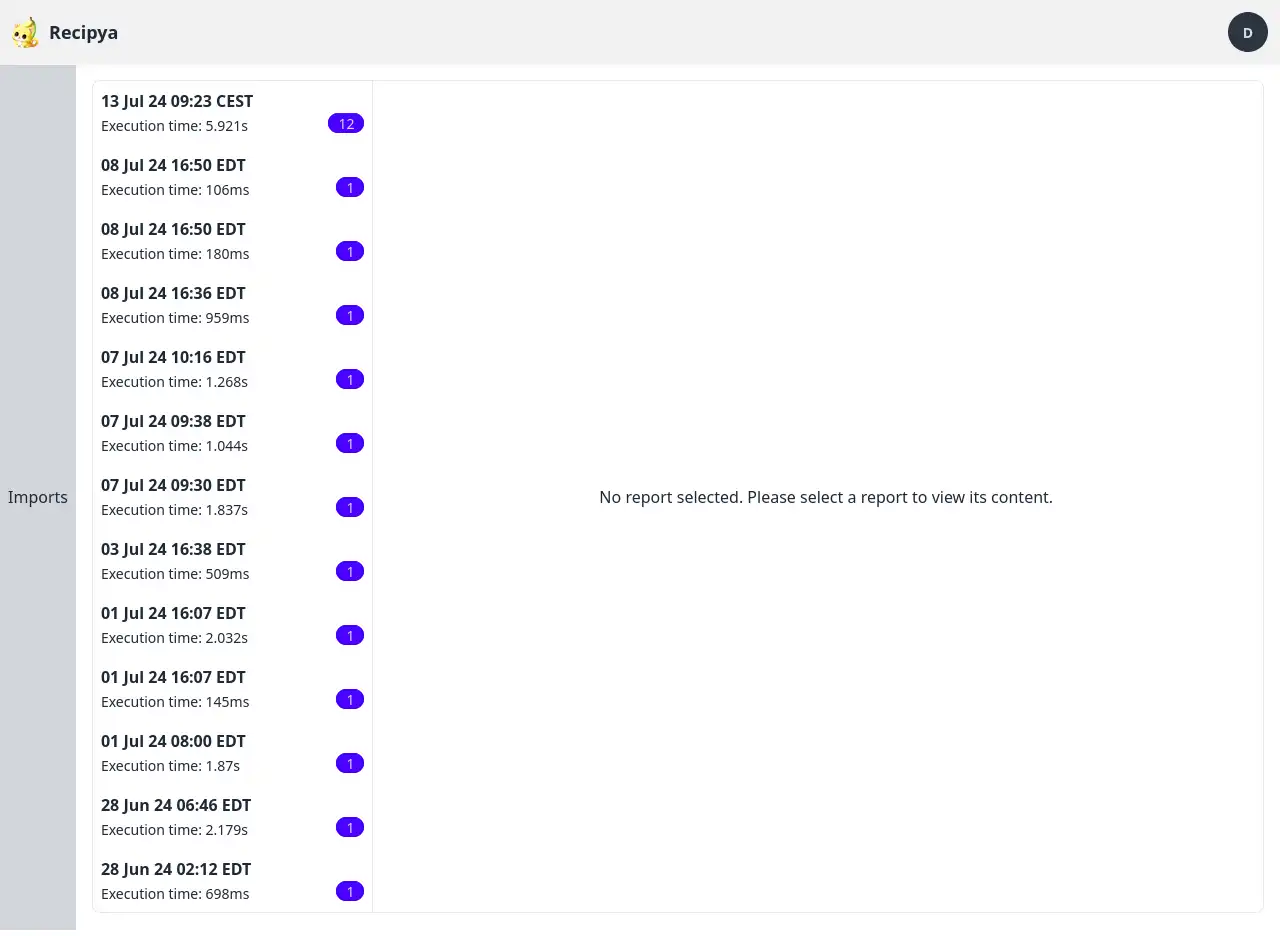 Recipya
D
Imports
13 Jul 24 09:23 CEST
Execution time: 5.921s
12
08 Jul 24 16:50 EDT
Execution time: 106ms
1
08 Jul 24 16:50 EDT
Execution time: 180ms
1
08 Jul 24 16:36 EDT
Execution time: 959ms
1
07 Jul 24 10:16 EDT
Execution time: 1.268s
1
07 Jul 24 09:38 EDT
Execution time: 1.044s
1
07 Jul 24 09:30 EDT
Execution time: 1.837s
1
03 Jul 24 16:38 EDT
Execution time: 509ms
1
01 Jul 24 16:07 EDT
Execution time: 2.032s
1
01 Jul 24 16:07 EDT
Execution time: 145ms
1
01 Jul 24 08:00 EDT
Execution time: 1.87s
1
28 Jun 24 06:46 EDT
Execution time: 2.179s
1
28 Jun 24 02:12 EDT
Execution time: 698ms
1
No report selected. Please select a report to view its content.